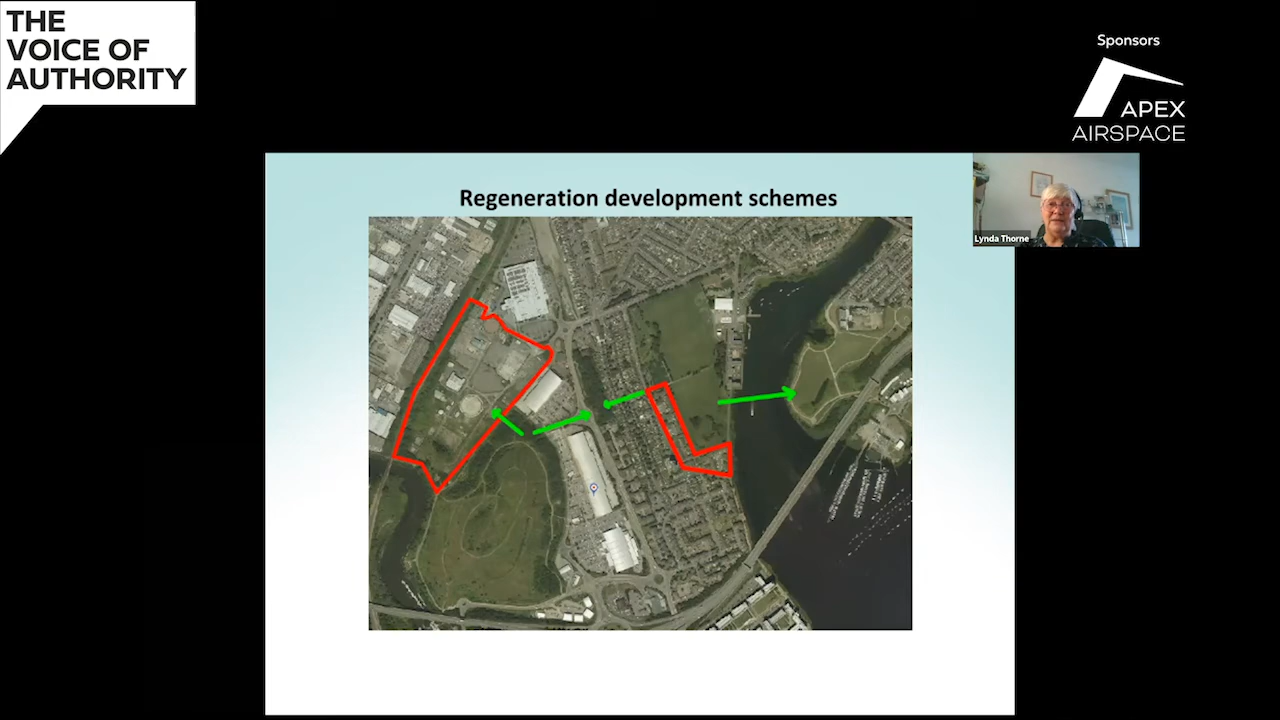 THE
VOICE OF
AUTHORITY
Sponsors
APEX
AIRSPACE
Regeneration development schemes
Lynda Thorne